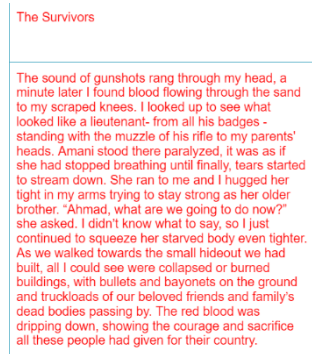 The Survivors
The sound of gunshots rang through my head, a
minute later I found blood flowing through the sand
to my scraped knees. I looked up to see what
looked like a lieutenant- from all his badges -
standing with the muzzle of his rifle to my parents'
heads. Amani stood there paralyzed, it was as if
she had stopped breathing until finally, tears started
to stream down. She ran to me and I hugged her
tight in my arms trying to stay strong as her older
brother. “Ahmad, what are we going to do now?”
she asked. I didn't know what to say, so I just
continued to squeeze her starved body even tighter.
As we walked towards the small hideout we had
built, all I could see were collapsed or burned
buildings, with bullets and bayonets on the ground
and truckloads of our beloved friends and family's
dead bodies passing by. The red blood was
dripping down, showing the courage and sacrifice
all these people had given for their country.